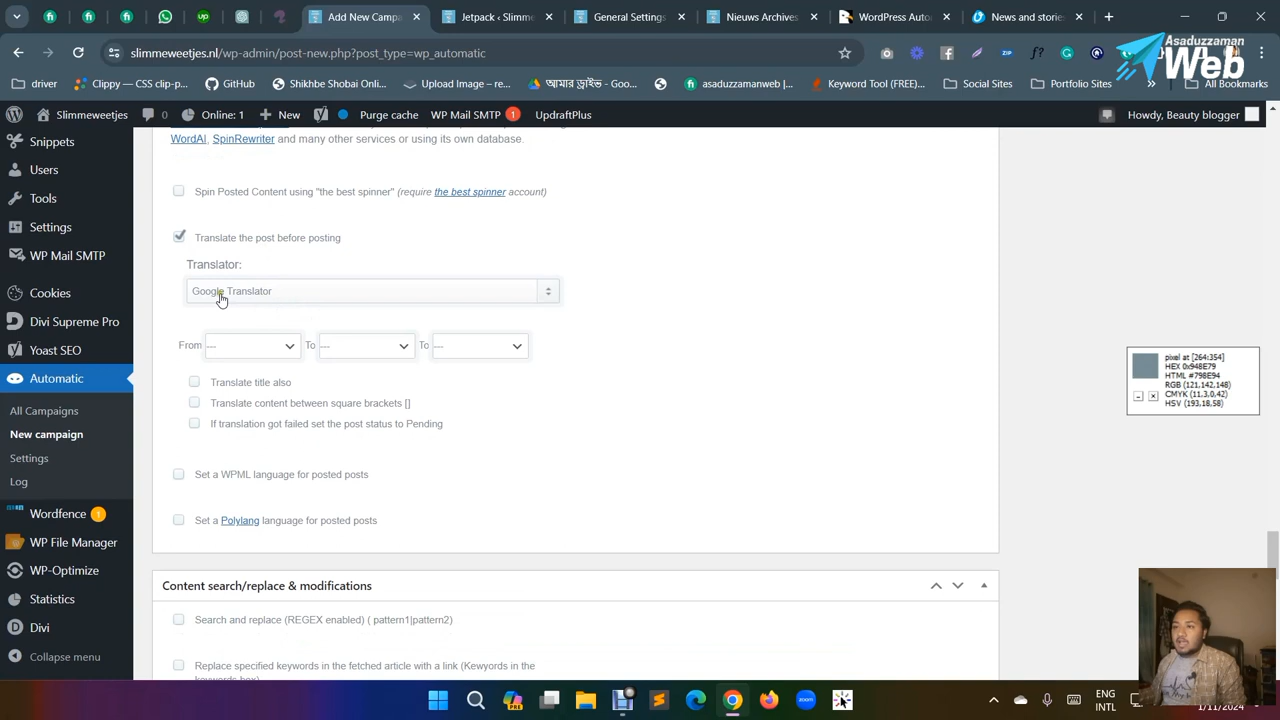 Add New Campa
Jetpack ‹ Slimme
General Settings
Nieuws Archives
WordPress Auto
News and storie
slimmeweetjes.nl/wp-admin/post-new.php?post_type=wp_automatic
Asaduzzaman
Web
driver
Clippy — CSS clip-p...
GitHub
Shikhbe Shobai Onli...
Upload large – re...
আমার ড্রাইভ – Goo...
asaduzzamanweb |...
Keyword Tool (FREE)...
Social Sites
Portfolio Sites
All Bookmarks
Slimmeweetjes
0
Online: 1
New
Purge cache
WP Mail SMTP
1
UpdraftPlus
Howdy, Beauty blogger
Snippets
Users
Tools
Settings
WP Mail SMTP
Cookies
Divi Supreme Pro
Yoast SEO
Automatic
All Campaigns
New campaign
Settings
Log
Wordfence 1
WP File Manager
WP-Optimize
Statistics
Divi
Collapse menu
WordAI, SpinRewriter and many other services or using its own database.
Spin Posted Content using "the best spinner" (require the best spinner account)
Translate the post before posting
Translator:
Google Translator
From --- To --- To ---
Translate title also
Translate content between square brackets []
If translation got failed set the post status to Pending
Set a WPML language for posted posts
Set a Polylang language for posted posts
Content search/replace & modifications
Search and replace (REGEX enabled) ( pattern1|pattern2)
Replace specified keywords in the fetched article with a link (Kewyords in the
keywords box)
pixel at [264:354]
HEX 0x948E79
HTML #798E94
RGB (121,142,148)
CMYK (11,3,0,42)
HSV (193,18,58)
zoom
ENG
INTL
1/11/2024